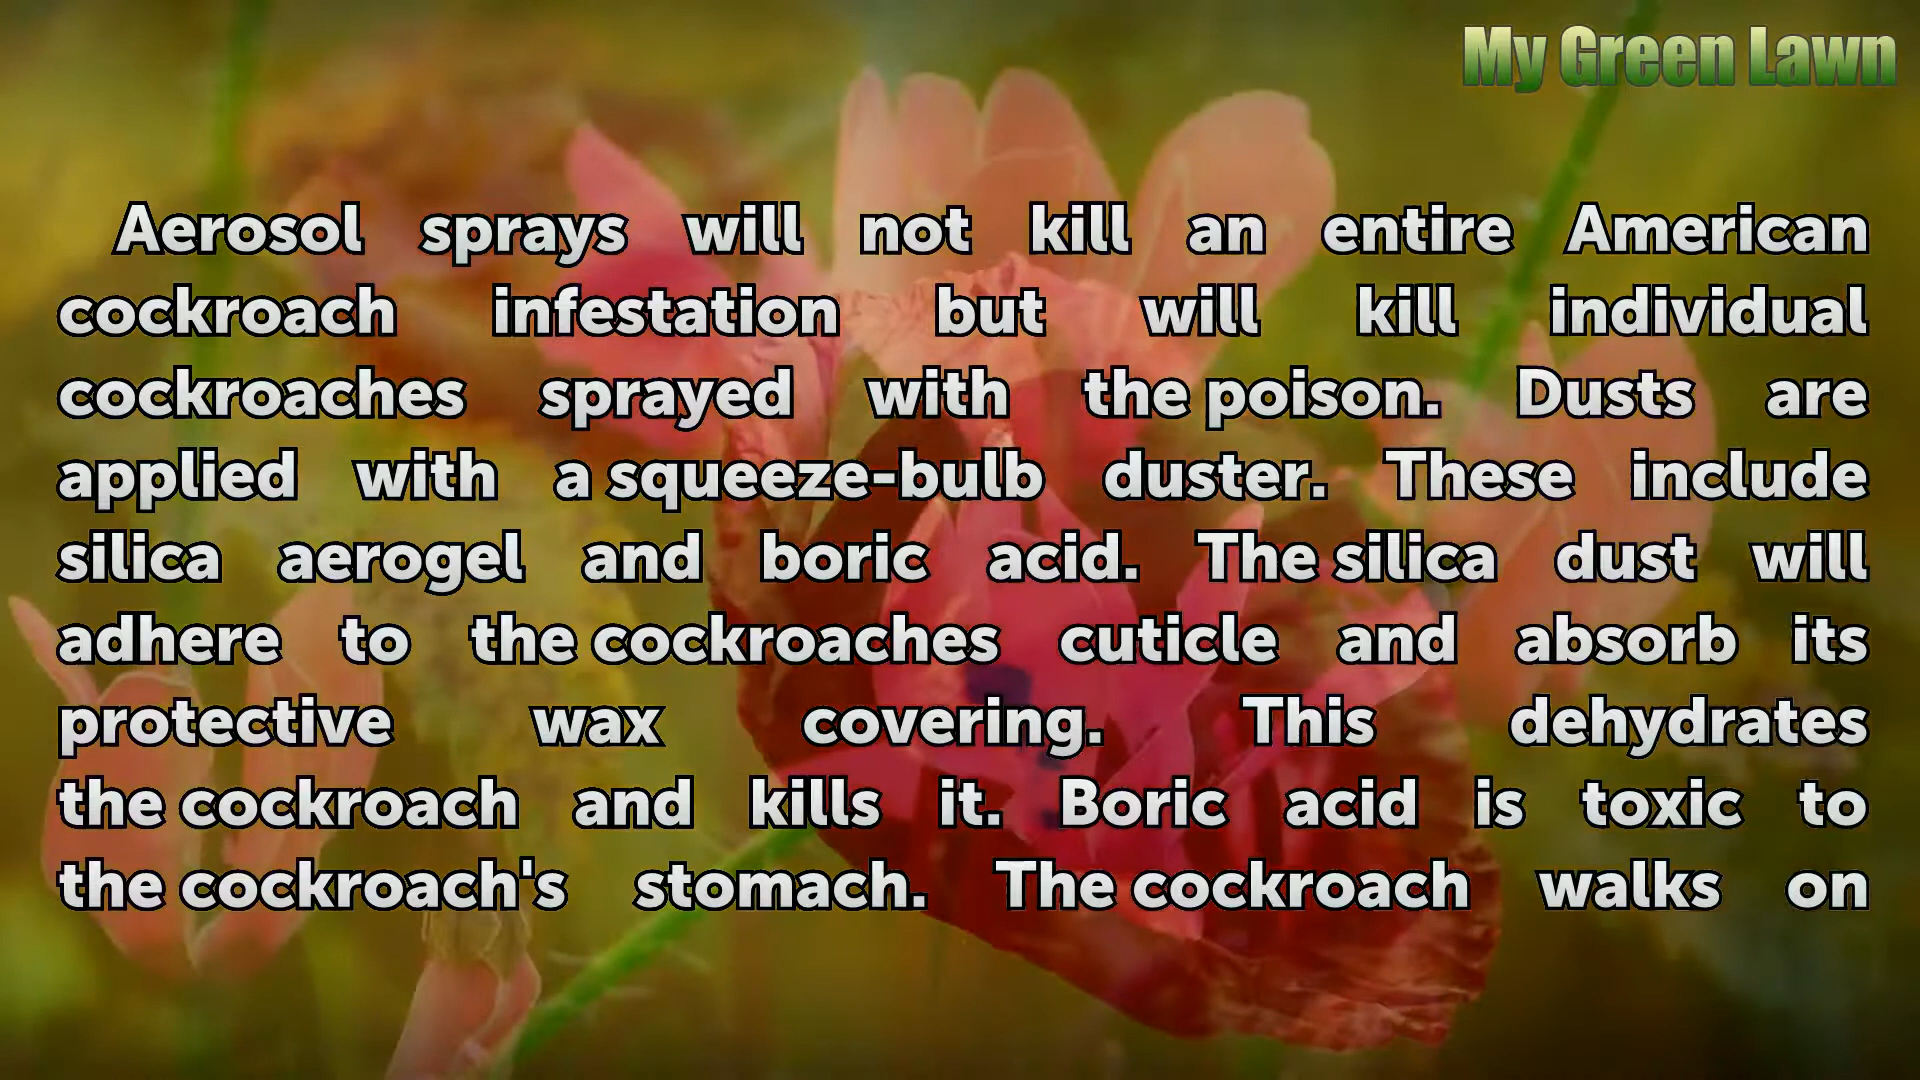 My Green Lawn
Aerosol sprays will not kill an entire American
cockroach infestation but will kill individual
cockroaches sprayed with the poison. Dusts are
applied with a squeeze-bulb duster. These include
silica aerogel and boric acid. The silica dust will
adhere to the cockroaches cuticle and absorb its
protective wax covering. This dehydrates
the cockroach and kills it. Boric acid is toxic to
the cockroach's stomach. The cockroach walks on